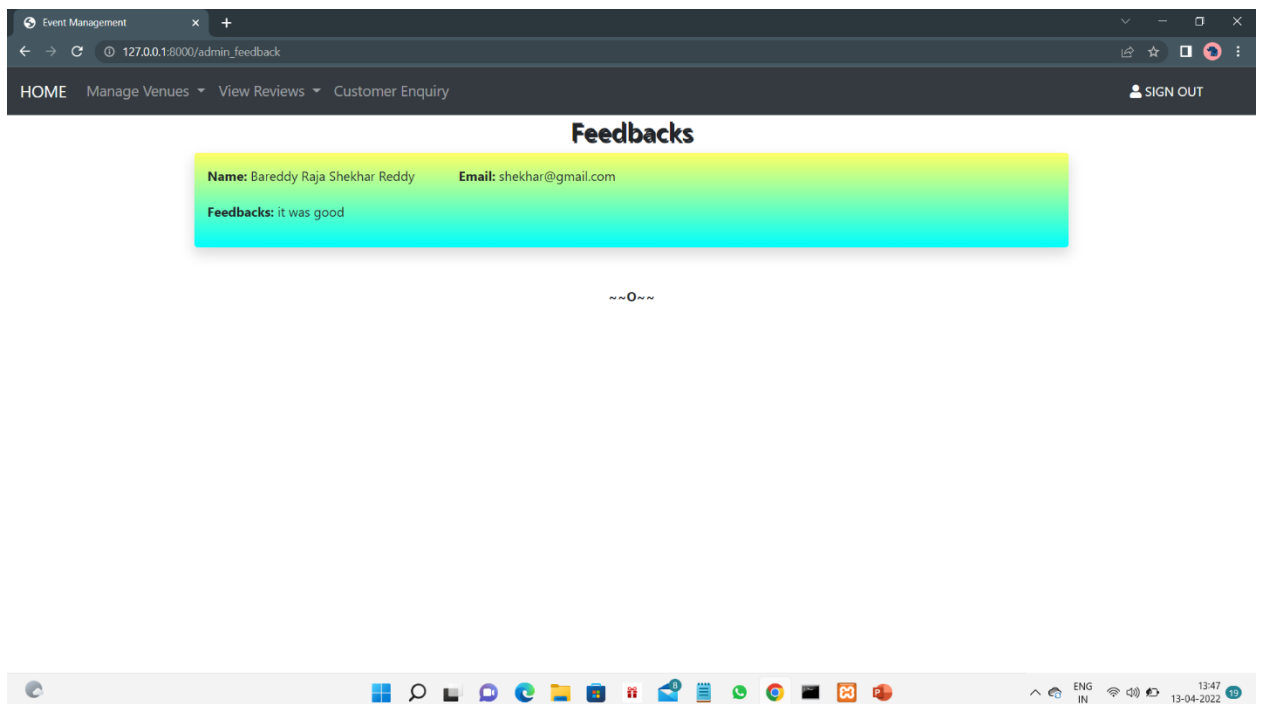 Event Management
127.0.0.1:8000/admin_feedback
HOME Manage Venues View Reviews Customer Enquiry SIGN OUT
Feedbacks
Name: Bareddy Raja Shekhar Reddy Email: shekhar@gmail.com
Feedbacks: it was good
~~O~~
8
ENG
IN
13:47
13-04-2022
19